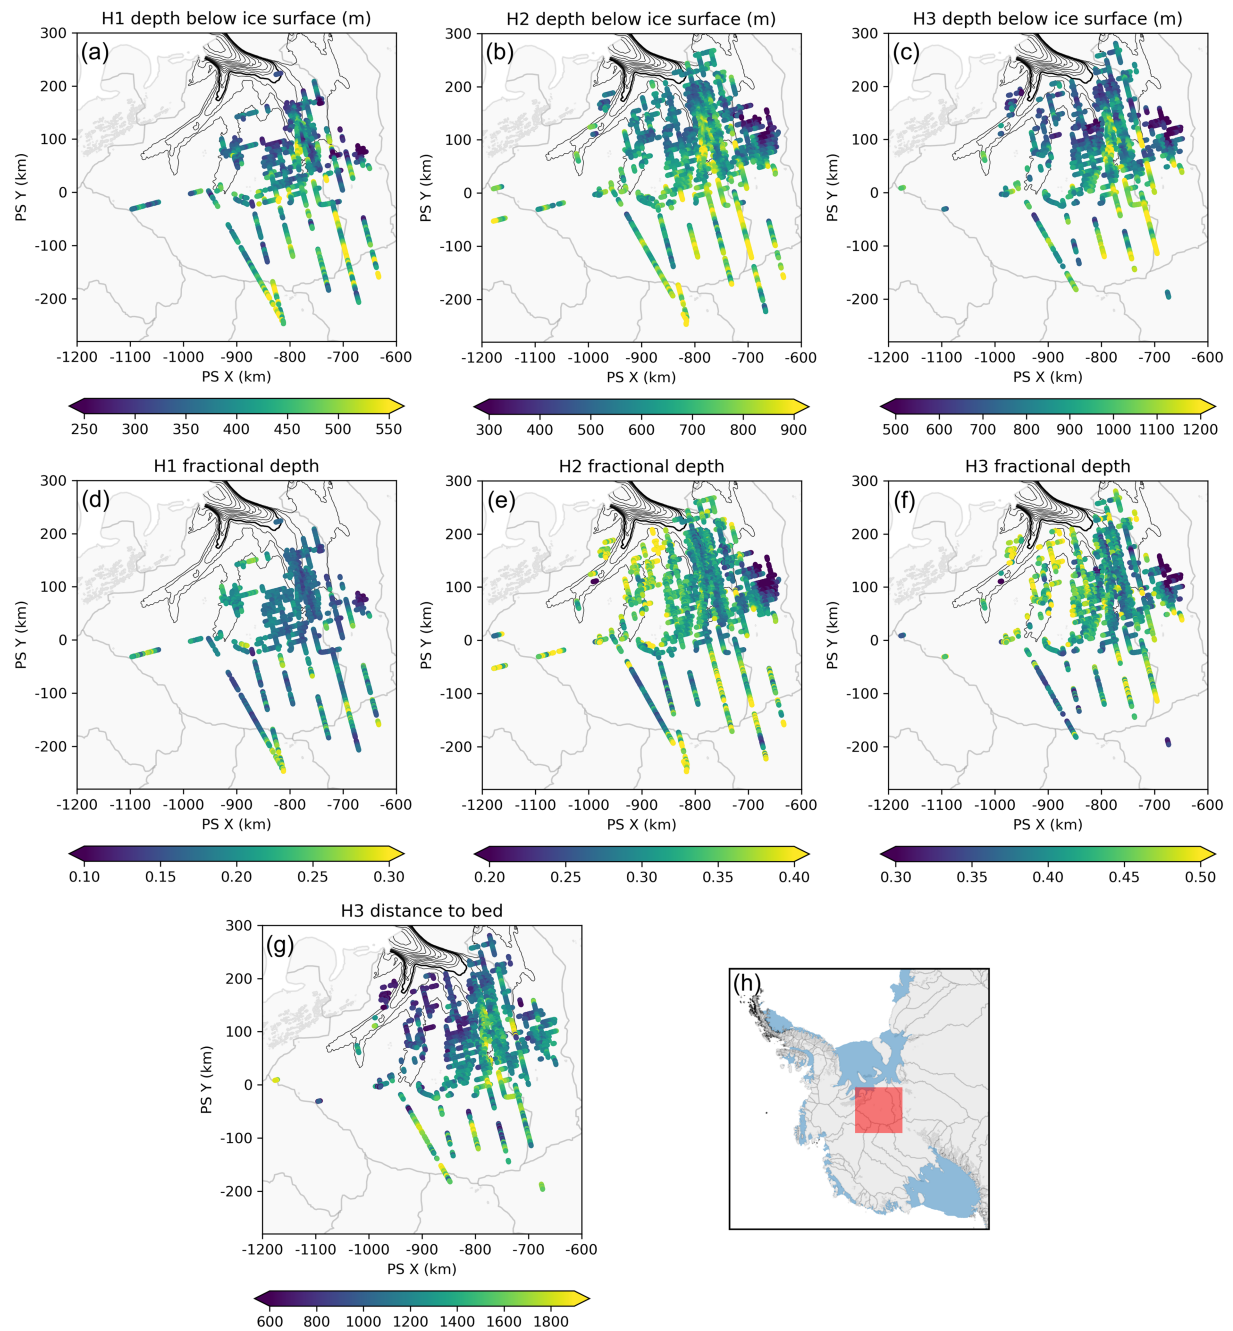 H1 depth below ice surface (m)
H2 depth below ice surface (m)
H3 depth below ice surface (m)
(a)
(b)
(c)
300
200
100
0
-100
-200
PS Y (km)
-1200 -1100 -1000 -900 -800 -700 -600
PS X (km)
300
200
100
0
-100
-200
PS Y (km)
-1200 -1100 -1000 -900 -800 -700 -600
PS X (km)
300
200
100
0
-100
-200
PS Y (km)
-1200 -1100 -1000 -900 -800 -700 -600
PS X (km)
250 300 350 400 450 500 550
300 400 500 600 700 800 900
500 600 700 800 900 1000 1100 1200
H1 fractional depth
H2 fractional depth
H3 fractional depth
(d)
(e)
(f)
300
200
100
0
-100
-200
PS Y (km)
-1200 -1100 -1000 -900 -800 -700 -600
PS X (km)
300
200
100
0
-100
-200
PS Y (km)
-1200 -1100 -1000 -900 -800 -700 -600
PS X (km)
300
200
100
0
-100
-200
PS Y (km)
-1200 -1100 -1000 -900 -800 -700 -600
PS X (km)
0.10 0.15 0.20 0.25 0.30
0.20 0.25 0.30 0.35 0.40
0.30 0.35 0.40 0.45 0.50
H3 distance to bed
(g)
300
200
100
0
-100
-200
PS Y (km)
-1200 -1100 -1000 -900 -800 -700 -600
PS X (km)
600 800 1000 1200 1400 1600 1800
(h)